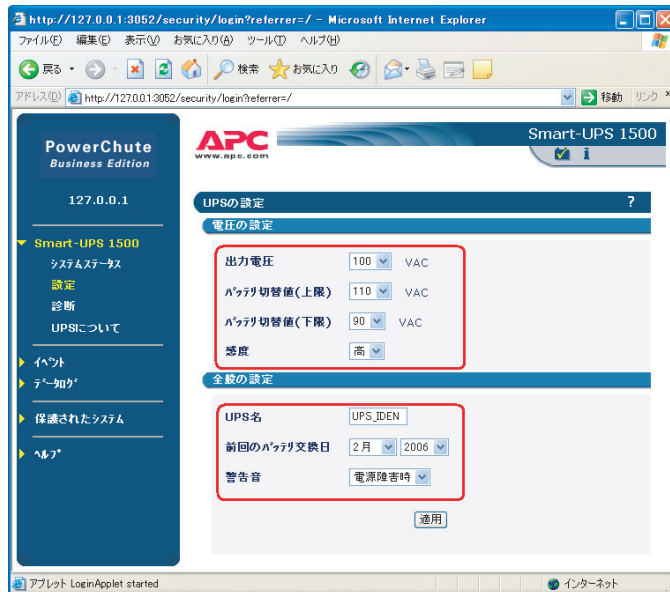 http://127.0.0.1:3052/security/login?referrer=/ - Microsoft Internet Explorer
ファイル(F) 編集(E) 表示(V) お気に入り(A) ツール(T) ヘルプ(H)
戻る 検索 お気に入り
アドレス(D) http://127.0.0.1:3052/security/login?referrer=/ 移動 リンク »
PowerChute
Business Edition
127.0.0.1
Smart-UPS 1500
システムステータス
設定
診断
UPSについて
イベント
データログ
保護されたシステム
ヘルプ
APC
www.apc.com
Smart-UPS 1500
UPSの設定 ?
電圧の設定
出力電圧 100 VAC
バッテリ切替値(上限) 110 VAC
バッテリ切替値(下限) 90 VAC
感度 高
全般の設定
UPS名 UPS_IDEN
前回のバッテリ交換日 2月 2006
警告音 電源障害時
適用
アプレット LoginApplet started インターネット